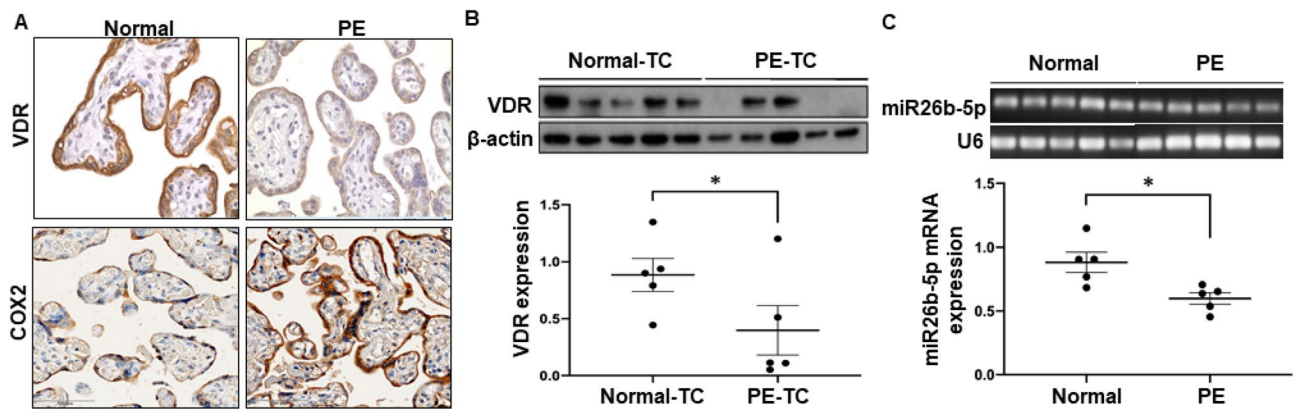 A
Normal
PE
VDR
COX2
B
Normal-TC
PE-TC
VDR
β-actin
*
VDR expression
1.5
1.0
0.5
0.0
Normal-TC
PE-TC
C
Normal
PE
miR26b-5p
U6
*
miR26b-5p mRNA
expression
1.5
1.0
0.5
0.0
Normal
PE